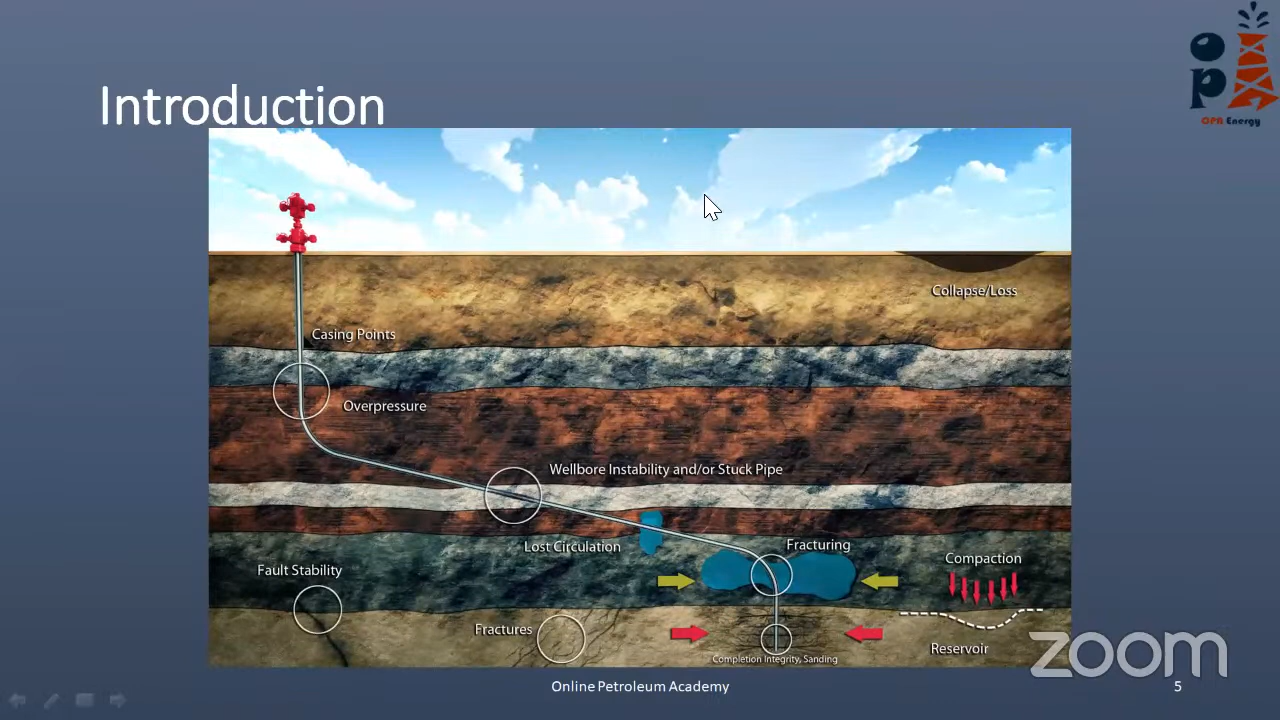 Introduction
OPA Energy
Collapse/Loss
Casing Points
Overpressure
Wellbore Instability and/or Stuck Pipe
Lost Circulation
Fracturing
Compaction
Fault Stability
Fractures
Reservoir
Completion Integrity, Sanding
zoom
Online Petroleum Academy
5